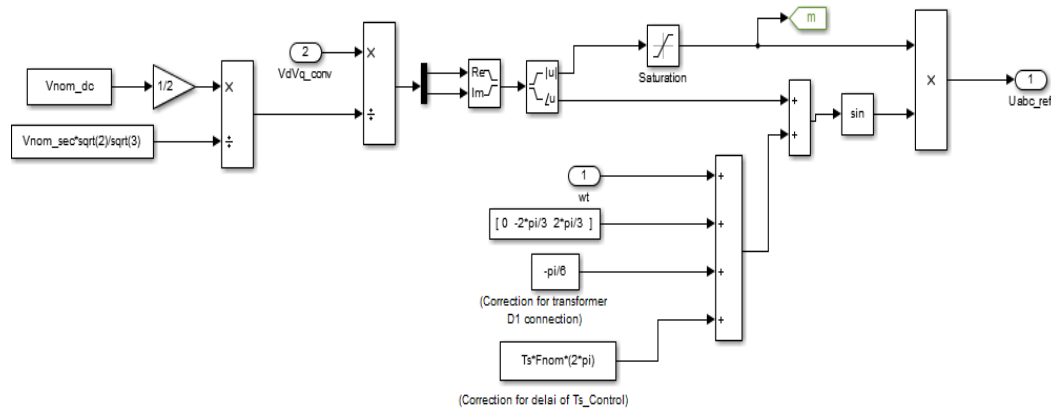 m
2
VdVq_conv
Vnom_dc
1/2
×
÷
×
÷
Re
Im
|u|
∠u
Saturation
×
1
Uabc_ref
Vnom_sec*sqrt(2)/sqrt(3)
+
+
sin
1
wt
[ 0 -2*pi/3 2*pi/3 ]
-pi/6
(Correction for transformer
D1 connection)
+
+
+
+
Ts*Fnom*(2*pi)
(Correction for delai of Ts_Control)